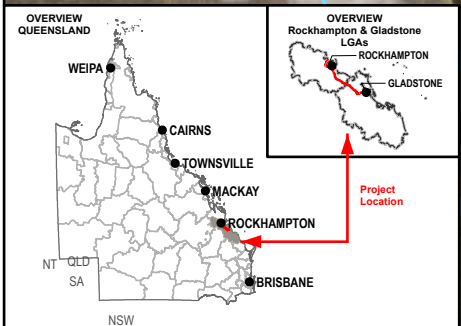 OVERVIEW
QUEENSLAND
WEIPA
CAIRNS
TOWNSVILLE
MACKAY
ROCKHAMPTON
BRISBANE
NT
QLD
SA
NSW
OVERVIEW
Rockhampton & Gladstone
LGAs
ROCKHAMPTON
GLADSTONE
Project
Location